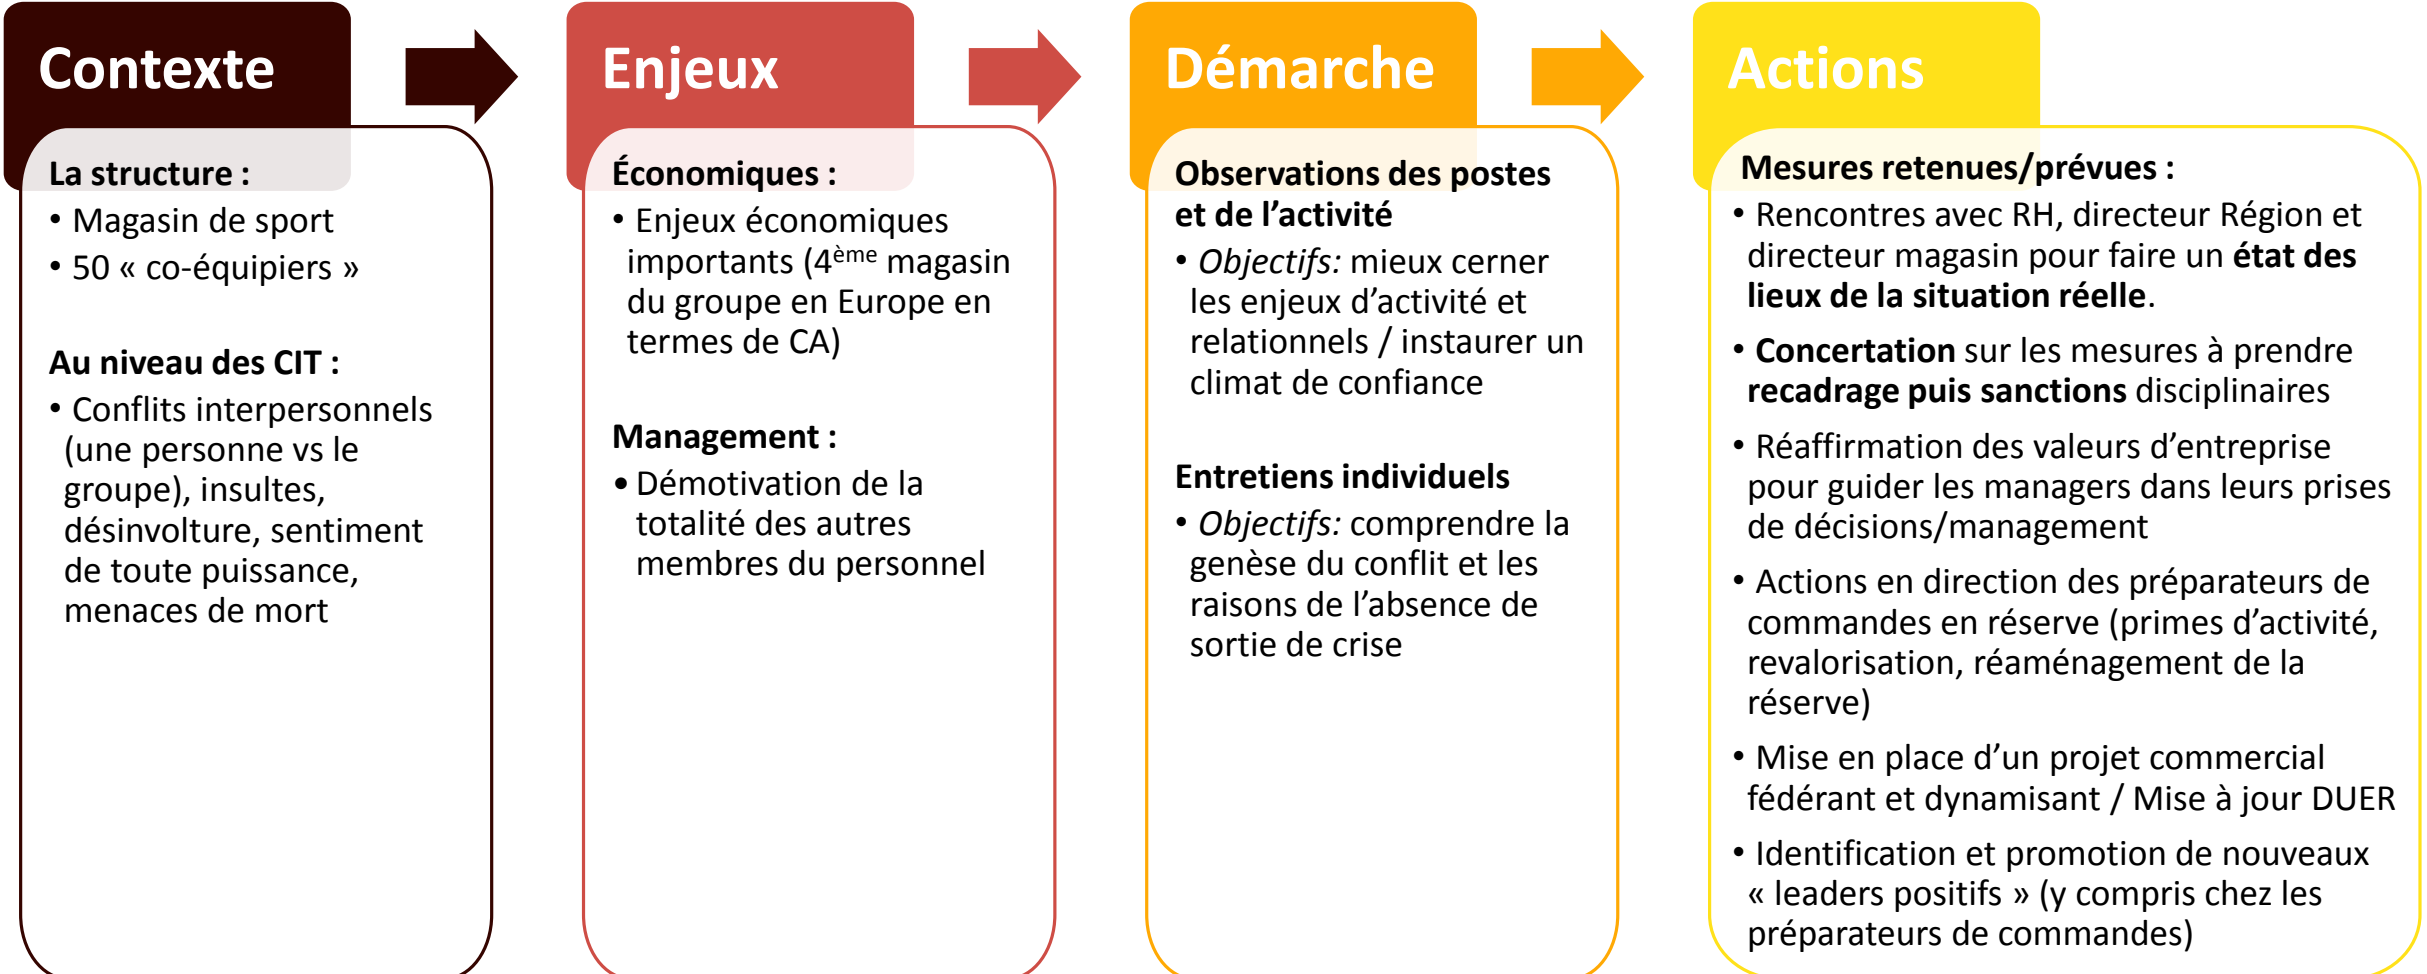 Contexte
La structure :
• Magasin de sport
• 50 « co-équipiers »
Au niveau des CIT :
• Conflits interpersonnels
(une personne vs le
groupe), insultes,
désinvolture, sentiment
de toute puissance,
menaces de mort
Enjeux
Économiques :
• Enjeux économiques
importants (4ème magasin
du groupe en Europe en
termes de CA)
Management :
• Démotivation de la
totalité des autres
membres du personnel
Démarche
Observations des postes
et de l’activité
• Objectifs: mieux cerner
les enjeux d’activité et
relationnels / instaurer un
climat de confiance
Entretiens individuels
• Objectifs: comprendre la
genèse du conflit et les
raisons de l’absence de
sortie de crise
Actions
Mesures retenues/prévues :
• Rencontres avec RH, directeur Région et
directeur magasin pour faire un état des
lieux de la situation réelle.
• Concertation sur les mesures à prendre
recadrage puis sanctions disciplinaires
• Réaffirmation des valeurs d’entreprise
pour guider les managers dans leurs prises
de décisions/management
• Actions en direction des préparateurs de
commandes en réserve (primes d’activité,
revalorisation, réaménagement de la
réserve)
• Mise en place d’un projet commercial
fédérant et dynamisant / Mise à jour DUER
• Identification et promotion de nouveaux
« leaders positifs » (y compris chez les
préparateurs de commandes)